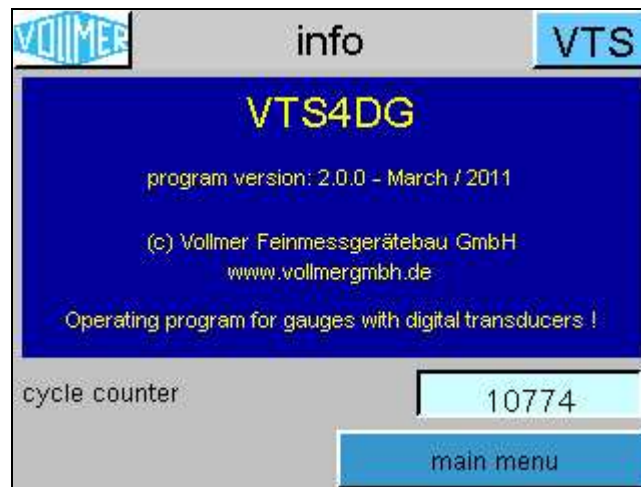 VOLLMER
info
VTS
VTS4DG
program version: 2.0.0 - March / 2011
(c) Vollmer Feinmessgerätebau GmbH
www.vollmergmbh.de
Operating program for gauges with digital transducers !
cycle counter
10774
main menu